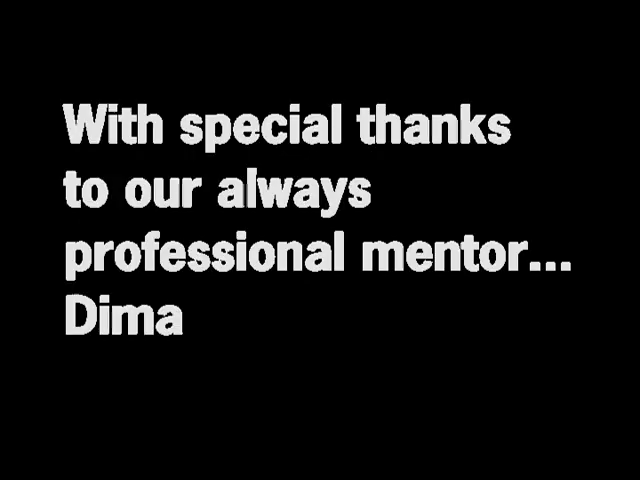 With special thanks
to our always
professional mentor...
Dima